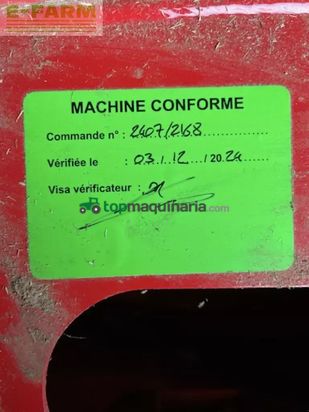 E-FARM
MACHINE CONFORME
Commande n° : 2407/2168
Vérifiée le : 03 / 12 / 2024
Visa vérificateur :
topmaquinaria.com